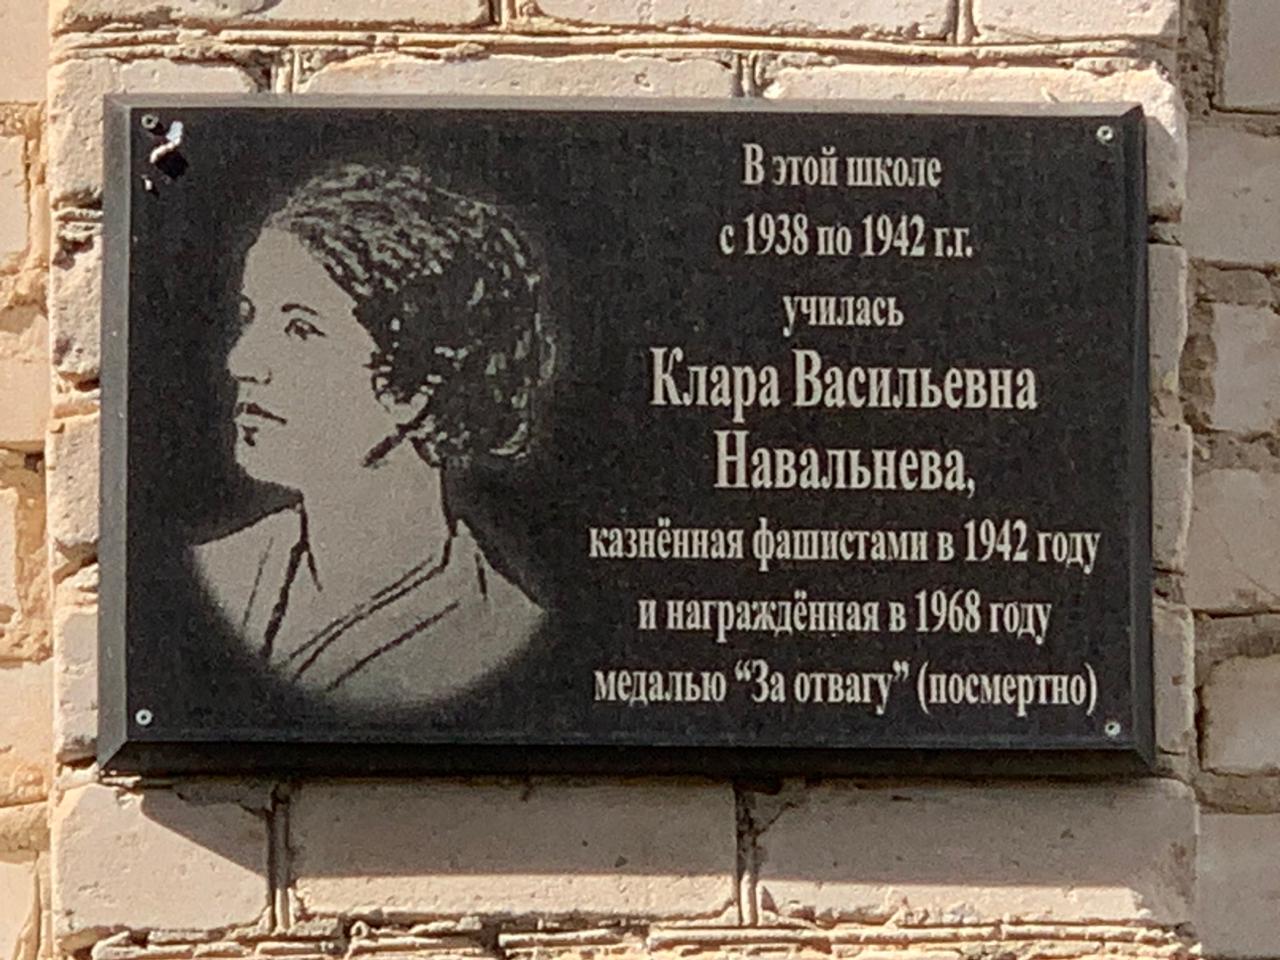 В этой школе
с 1938 по 1942 г.г.
училась
Клара Васильевна
Навальнева,
казнённая фашистами в 1942 году
и награждённая в 1968 году
медалью “За отвагу” (посмертно)